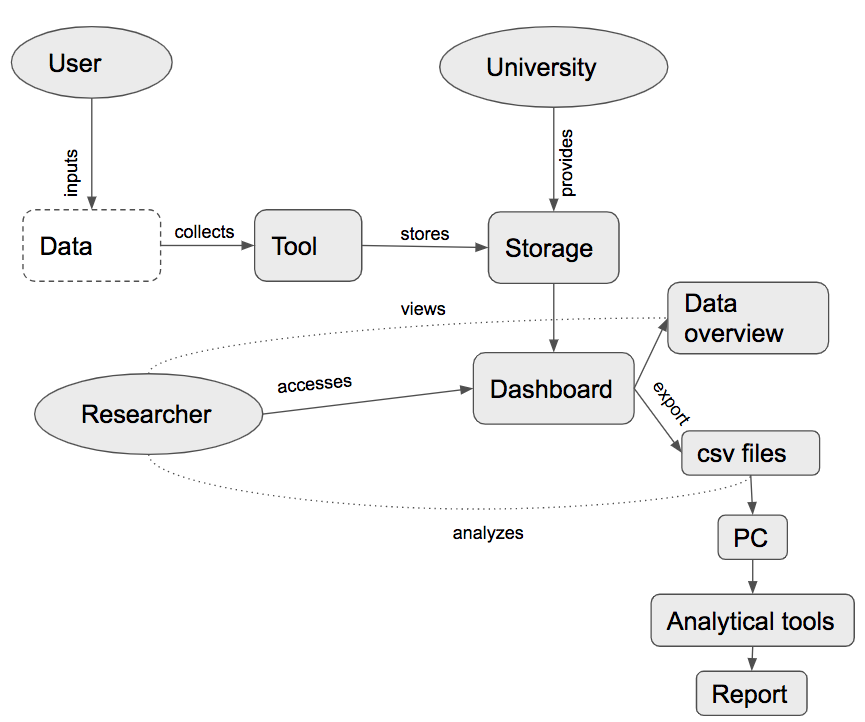 User
University
inputs
provides
Data
collects
Tool
stores
Storage
views
Data
overview
accesses
Dashboard
export
Researcher
csv files
analyzes
PC
Analytical tools
Report